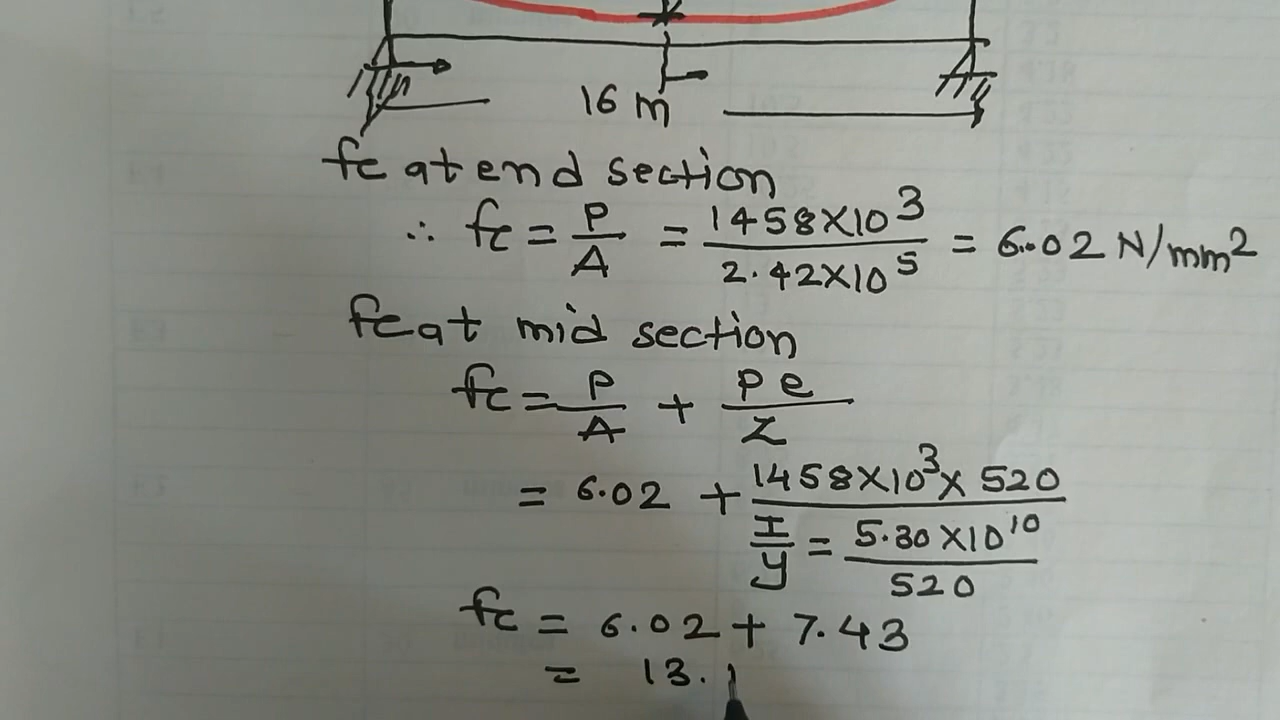 16 m
fc at end section
∴ fc = P/A = 1458×10³ / 2.42×10⁵ = 6.02 N/mm²
fc at mid section
fc = P/A + Pe/Z
= 6.02 + 1458×10³× 520 / I/y = 5.30×10¹⁰ / 520
fc = 6.02 + 7.43
= 13.